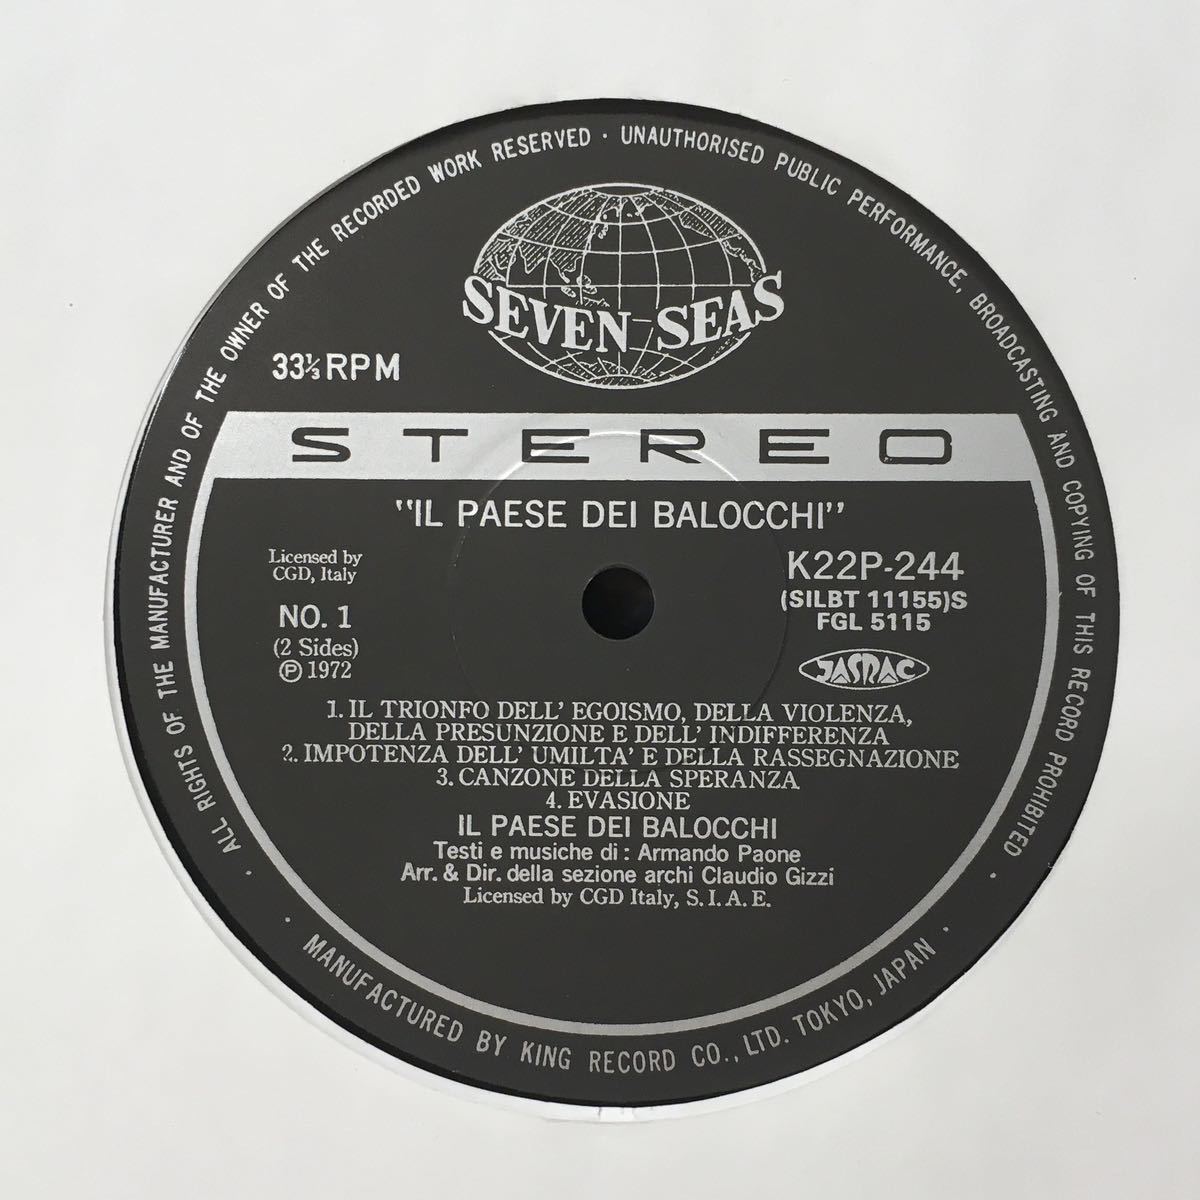 ALL RIGHTS OF THE MANUFACTURER AND OF THE OWNER OF THE RECORDED WORK RESERVED · UNAUTHORISED PUBLIC PERFORMANCE, BROADCASTING AND COPYING OF THIS RECORD PROHIBITED
SEVEN SEAS
33⅓ RPM
STEREO
"IL PAESE DEI BALOCCHI"
Licensed by
CGD, Italy
NO. 1
(2 Sides)
Ⓟ 1972
K22P-244
(SILBT 11155)S
FGL 5115
JASRAC
1. IL TRIONFO DELL' EGOISMO, DELLA VIOLENZA,
DELLA PRESUNZIONE E DELL' INDIFFERENZA
2. IMPOTENZA DELL' UMILTA' E DELLA RASSEGNAZIONE
3. CANZONE DELLA SPERANZA
4. EVASIONE
IL PAESE DEI BALOCCHI
Testi e musiche di : Armando Paone
Arr. & Dir. della sezione archi Claudio Gizzi
Licensed by CGD Italy, S. I. A. E.
MANUFACTURED BY KING RECORD CO., LTD. TOKYO, JAPAN